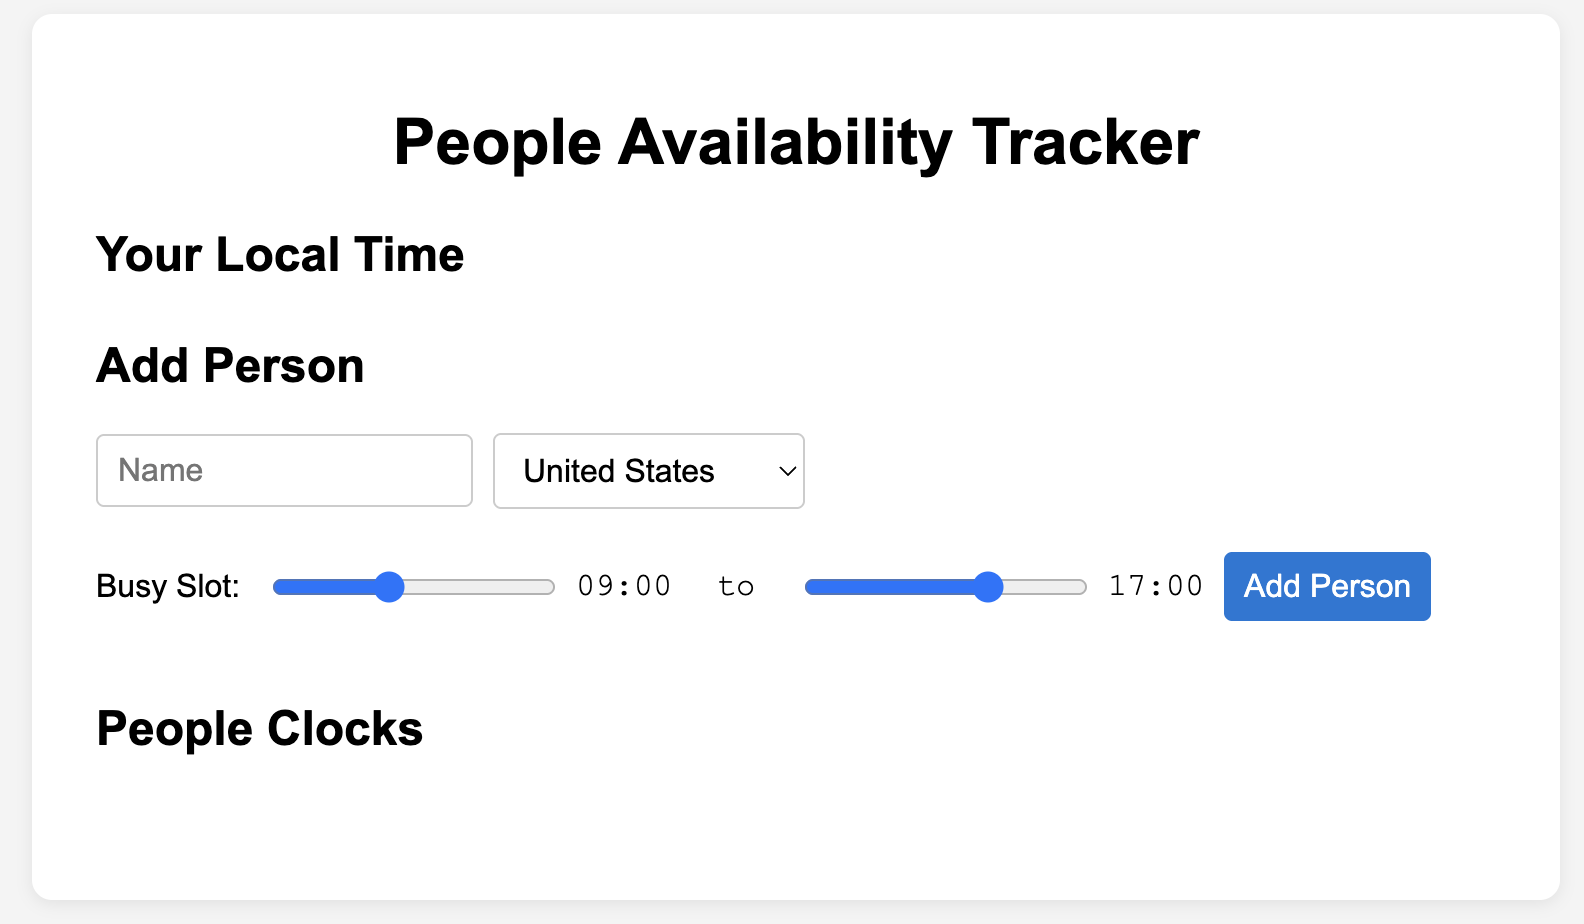 People Availability Tracker
Your Local Time
Add Person
Name United States
Busy Slot: 09:00 to 17:00 Add Person
People Clocks